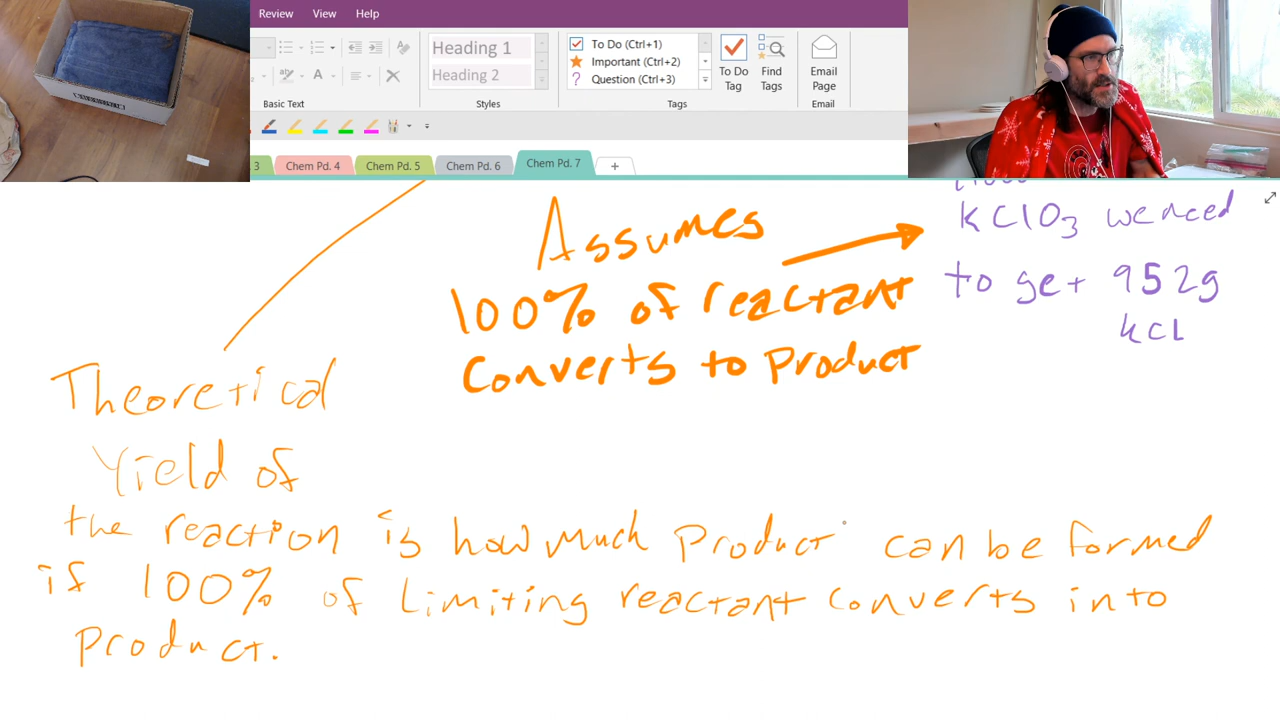 Review View Help
Heading 1
Heading 2
To Do (Ctrl+1)
Important (Ctrl+2)
Question (Ctrl+3)
To Do Tag
Find Tags
Email Page
Basic Text
Styles
Tags
Email
3 Chem Pd. 4 Chem Pd. 5 Chem Pd. 6 Chem Pd. 7 +
Assumes
100% of reactant
Converts to Product
KClO3 we need
to get 952g
KCL
Theoretical
Yield of
the reaction is how much Product can be formed
if 100% of Limiting reactant converts into
Product.